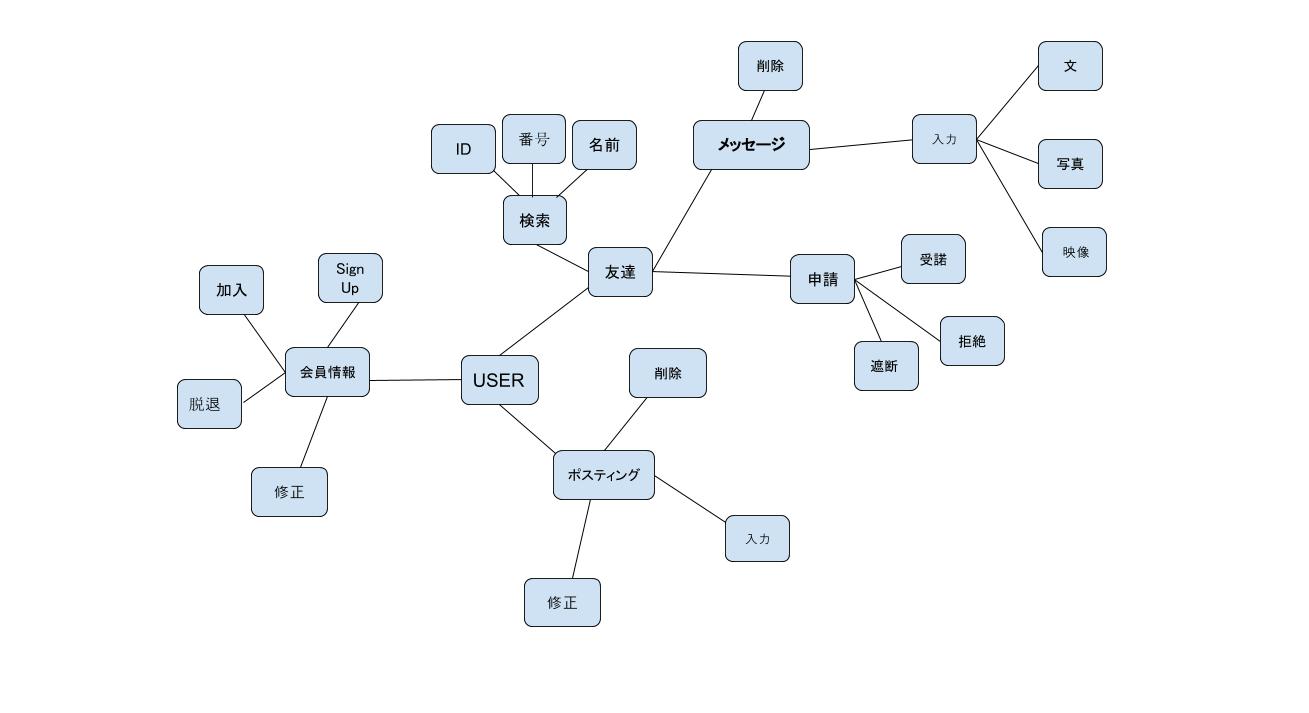 削除
文
ID
番号
名前
メッセージ
入力
写真
検索
友達
申請
受諾
映像
Sign
Up
加入
拒絶
遮断
会員情報
USER
削除
脱退
ポスティング
修正
入力
修正